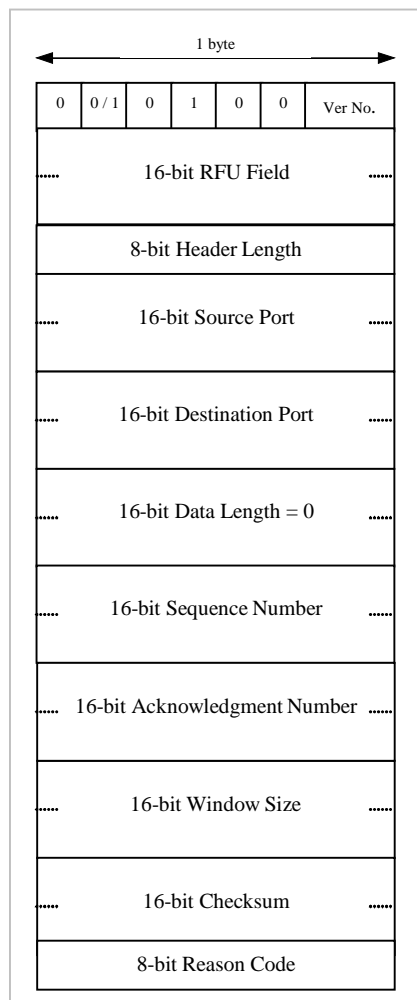 1 byte
0 0 / 1 0 1 0 0 Ver No.
16-bit RFU Field
8-bit Header Length
16-bit Source Port
16-bit Destination Port
16-bit Data Length = 0
16-bit Sequence Number
16-bit Acknowledgment Number
16-bit Window Size
16-bit Checksum
8-bit Reason Code